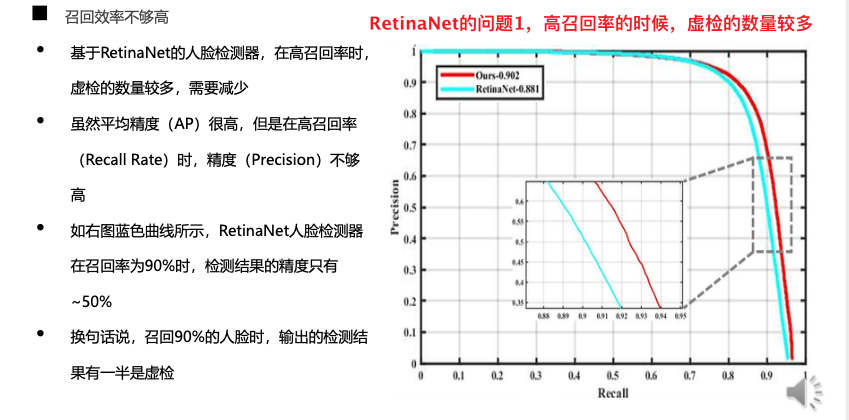 召回效率不够高
RetinaNet的问题1，高召回率的时候，虚检的数量较多
基于RetinaNet的人脸检测器，在高召回率时，
虚检的数量较多，需要减少
虽然平均精度（AP）很高，但是在高召回率
（Recall Rate）时，精度（Precision）不够
高
如右图蓝色曲线所示，RetinaNet人脸检测器
在召回率为90%时，检测结果的精度只有
~50%
换句话说，召回90%的人脸时，输出的检测结
果有一半是虚检
Ours-0.902
RetinaNet-0.881
Precision
1
0.9
0.8
0.7
0.6
0.5
0.4
0.3
0.2
0.1
0
0.6
0.55
0.5
0.45
0.4
0.35
0.88 0.89 0.9 0.91 0.92 0.93 0.94 0.95
0 0.1 0.2 0.3 0.4 0.5 0.6 0.7 0.8 0.9 1
Recall